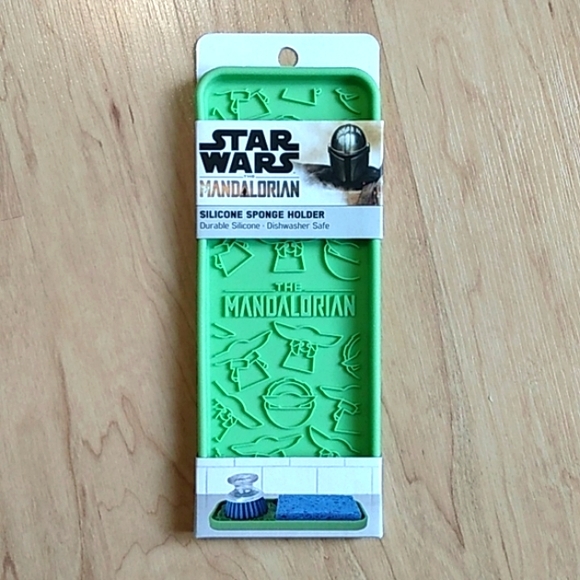 STAR
WARS
THE
MANDALORIAN
SILICONE SPONGE HOLDER
Durable Silicone · Dishwasher Safe
THE
MANDALORIAN